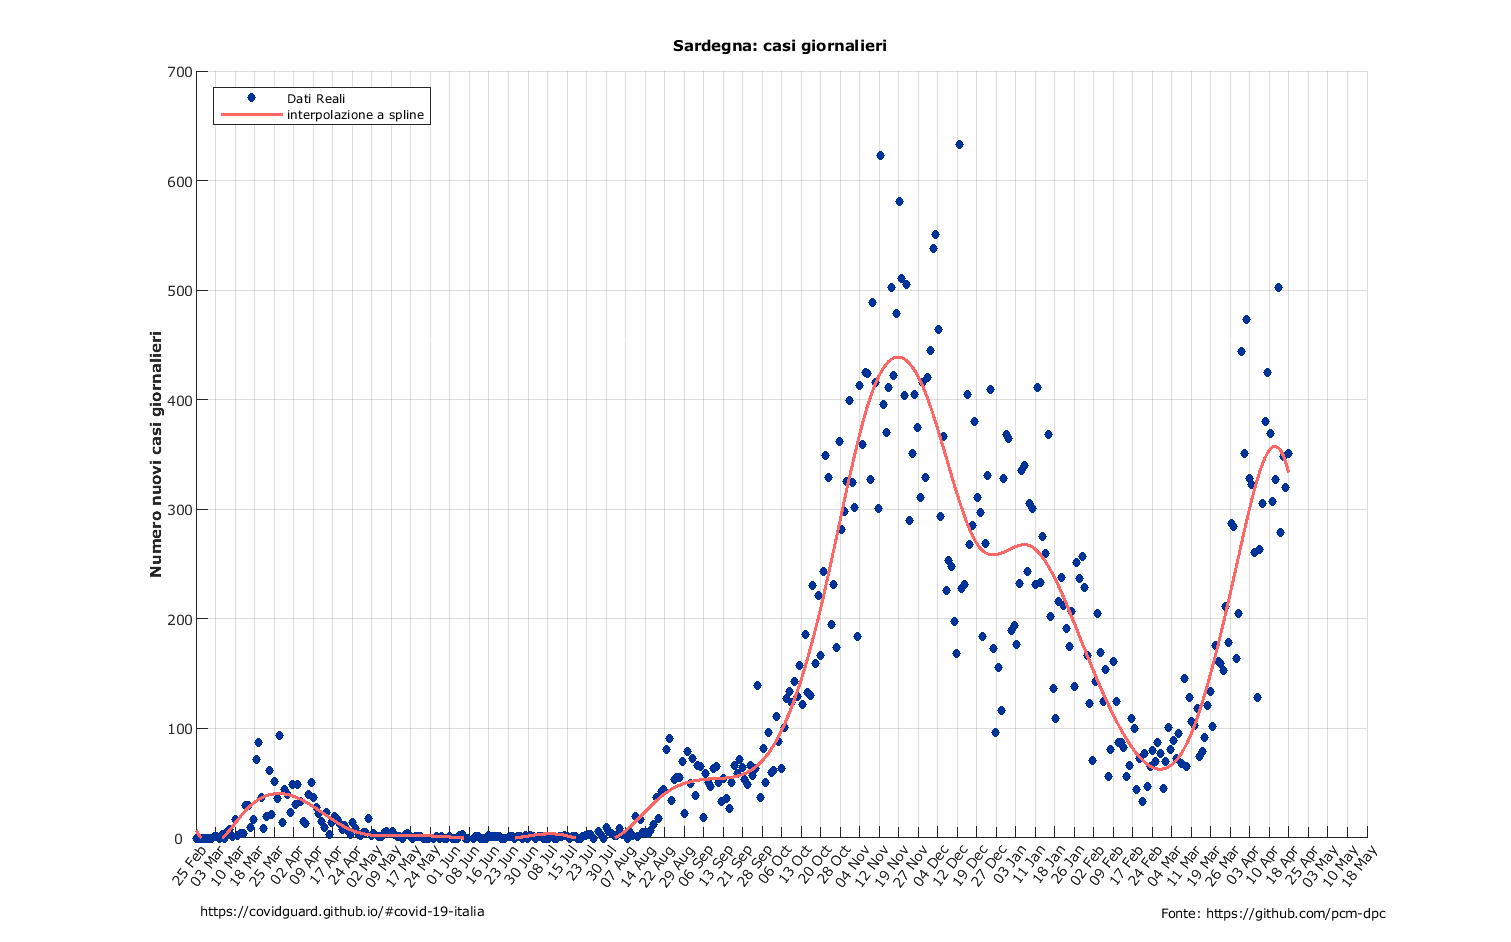 Sardegna: casi giornalieri
700
Dati Reali
interpolazione a spline
600
500
400
300
200
100
0
Numero nuovi casi giornalieri
25 Feb
03 Mar
10 Mar
18 Mar
25 Mar
02 Apr
09 Apr
17 Apr
24 Apr
02 May
09 May
17 May
24 May
01 Jun
08 Jun
16 Jun
23 Jun
30 Jun
08 Jul
15 Jul
23 Jul
30 Jul
07 Aug
14 Aug
22 Aug
29 Aug
06 Sep
13 Sep
21 Sep
28 Sep
06 Oct
13 Oct
20 Oct
28 Oct
04 Nov
12 Nov
12 Nov
19 Nov
27 Dec
04 Dec
12 Dec
19 Dec
27 Dec
03 Jan
11 Jan
18 Jan
26 Feb
02 Feb
09 Feb
17 Feb
24 Mar
04 Mar
11 Mar
19 Mar
26 Apr
03 Apr
10 Apr
18 Apr
25 May
03 May
10 May
18 May
https://covidguard.github.io/#covid-19-italia
Fonte: https://github.com/pcm-dpc